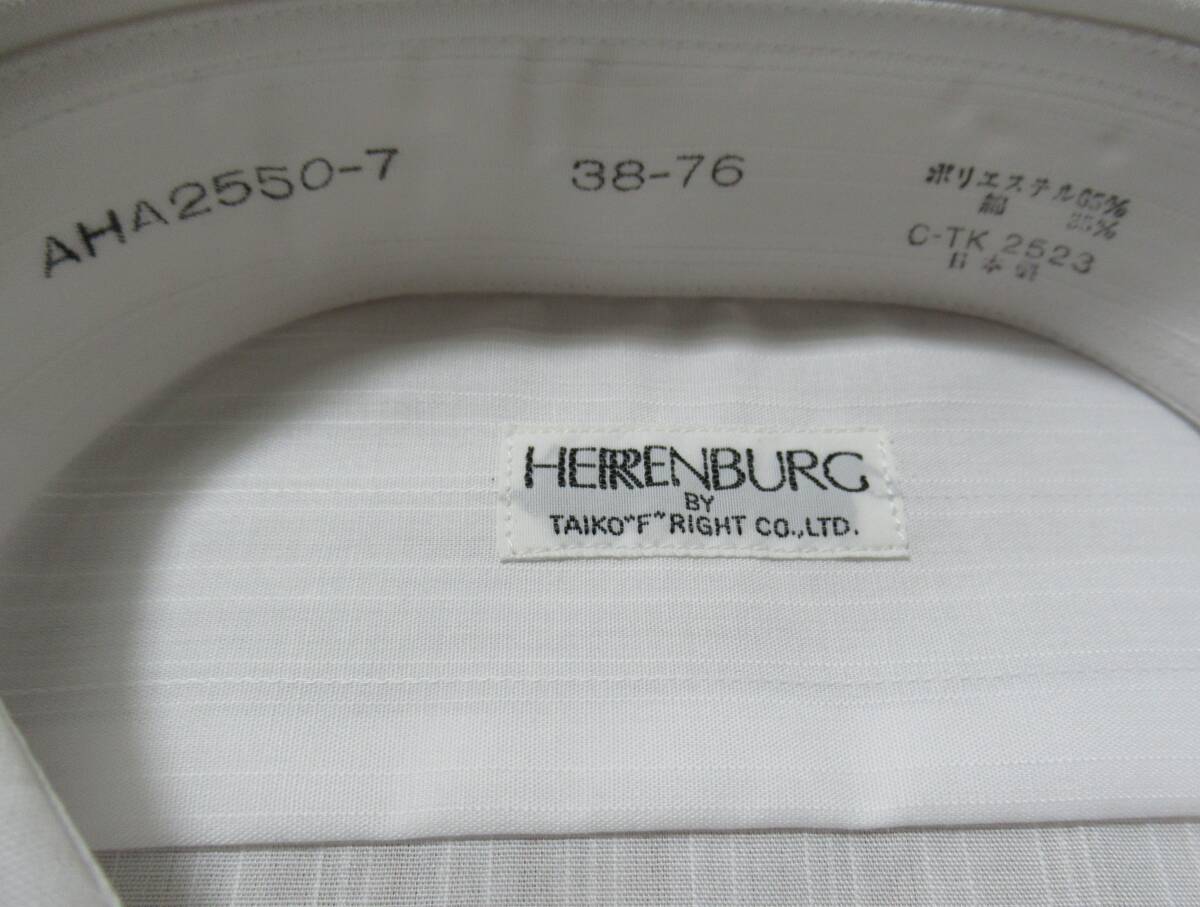 AHA2550-7
38-76
ポリエステル65%
綿 35%
C-TK 2523
日本製
HERRENBURG
BY
TAIKO "F" RIGHT CO.,LTD.